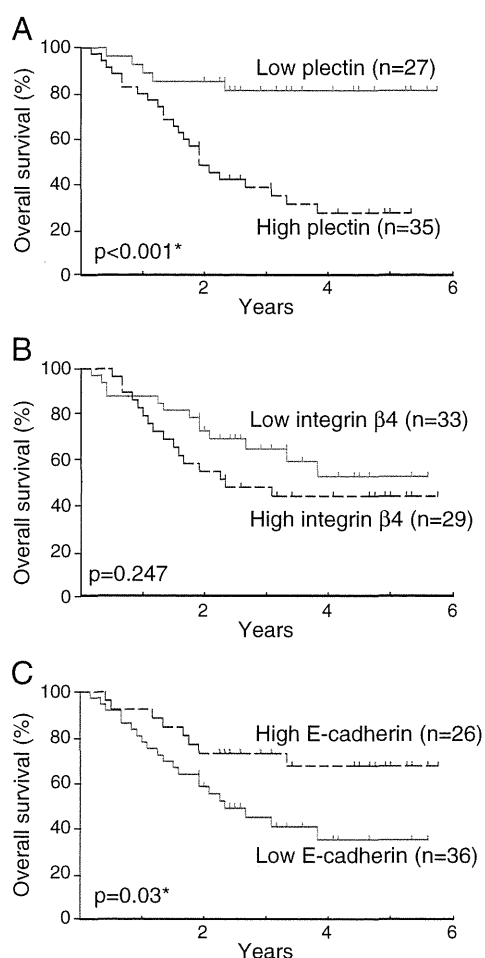 A
Overall survival (%)
100
80
60
40
20
0
Low plectin (n=27)
High plectin (n=35)
p<0.001*
2
4
6
Years
B
Overall survival (%)
100
80
60
40
20
0
Low integrin β4 (n=33)
High integrin β4 (n=29)
p=0.247
2
4
6
Years
C
Overall survival (%)
100
80
60
40
20
0
High E-cadherin (n=26)
Low E-cadherin (n=36)
p=0.03*
2
4
6
Years